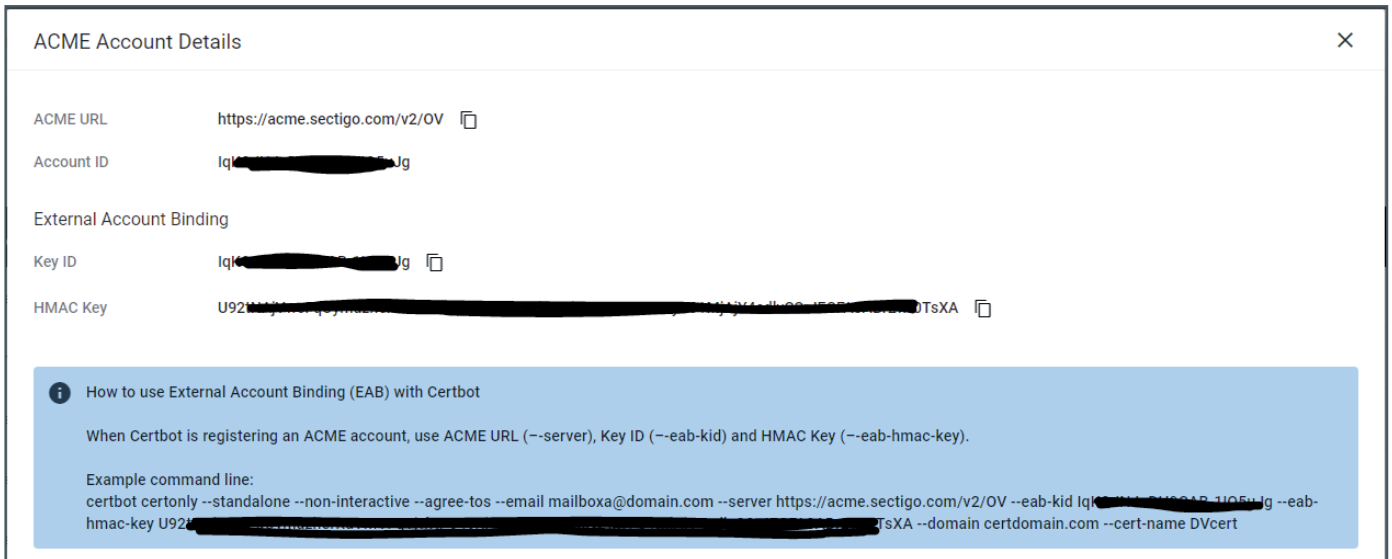 ACME Account Details
ACME URL https://acme.sectigo.com/v2/OV
Account ID
External Account Binding
Key ID
HMAC Key
How to use External Account Binding (EAB) with Certbot
When Certbot is registering an ACME account, use ACME URL (–-server), Key ID (–-eab-kid) and HMAC Key (–-eab-hmac-key).
Example command line:
certbot certonly --standalone --non-interactive --agree-tos --email mailboxa@domain.com --server https://acme.sectigo.com/v2/OV --eab-kid --eab-
hmac-key --domain certdomain.com --cert-name DVcert